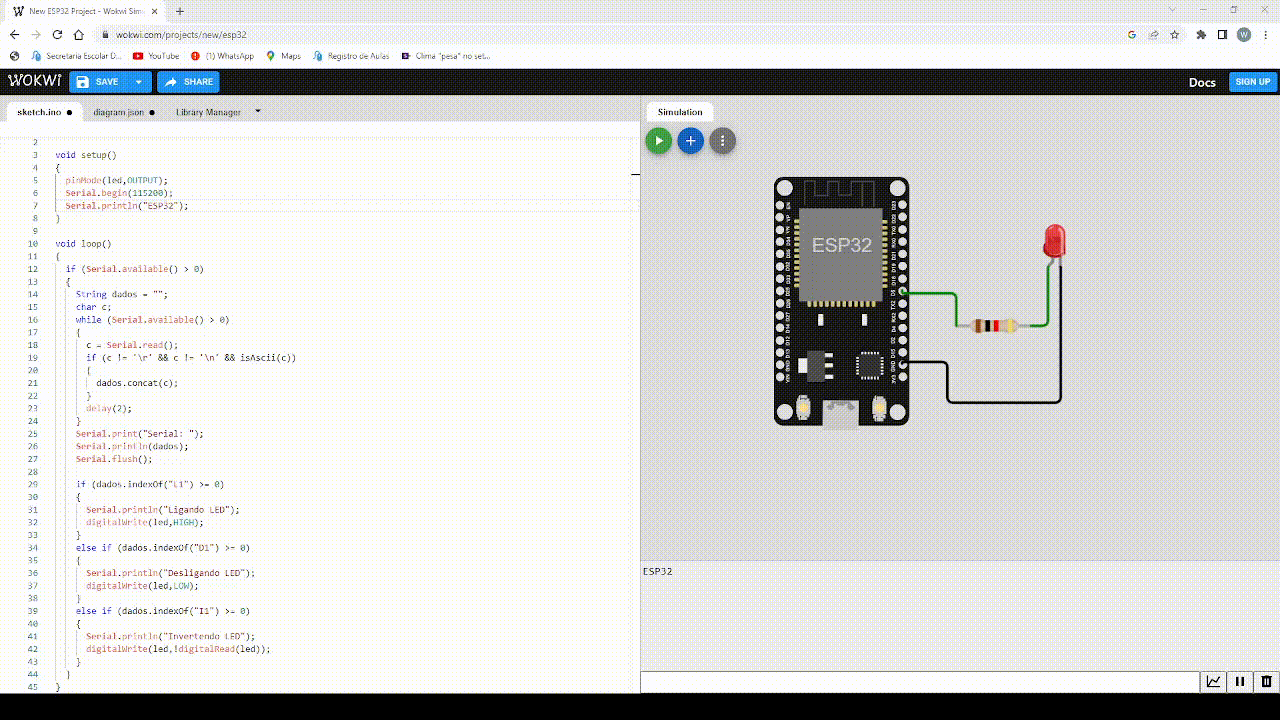 New ESP32 Project - Wokwi Sim
wokwi.com/projects/new/esp32
W
Secretaria Escolar D... YouTube (1) WhatsApp Maps Registro de Aulas Clima "pesa" no set...
WOKWI SAVE SHARE Docs SIGN UP
sketch.ino diagram.json Library Manager
Simulation
2
3 void setup()
4 {
5 pinMode(led,OUTPUT);
6 Serial.begin(115200);
7 Serial.println("ESP32");
8 }
9
10 void loop()
11 {
12 if (Serial.available() > 0)
13 {
14 String dados = "";
15 char c;
16 while (Serial.available() > 0)
17 {
18 c = Serial.read();
19 if (c != '\r' && c != '\n' && isAscii(c))
20 {
21 dados.concat(c);
22 }
23 delay(2);
24 }
25 Serial.print("Serial: ");
26 Serial.println(dados);
27 Serial.flush();
28
29 if (dados.indexOf("L1") >= 0)
30 {
31 Serial.println("Ligando LED");
32 digitalWrite(led,HIGH);
33 }
34 else if (dados.indexOf("D1") >= 0)
35 {
36 Serial.println("Desligando LED");
37 digitalWrite(led,LOW);
38 }
39 else if (dados.indexOf("I1") >= 0)
40 {
41 Serial.println("Invertendo LED");
42 digitalWrite(led,!digitalRead(led));
43 }
44 }
45 }
ESP32
ESP32